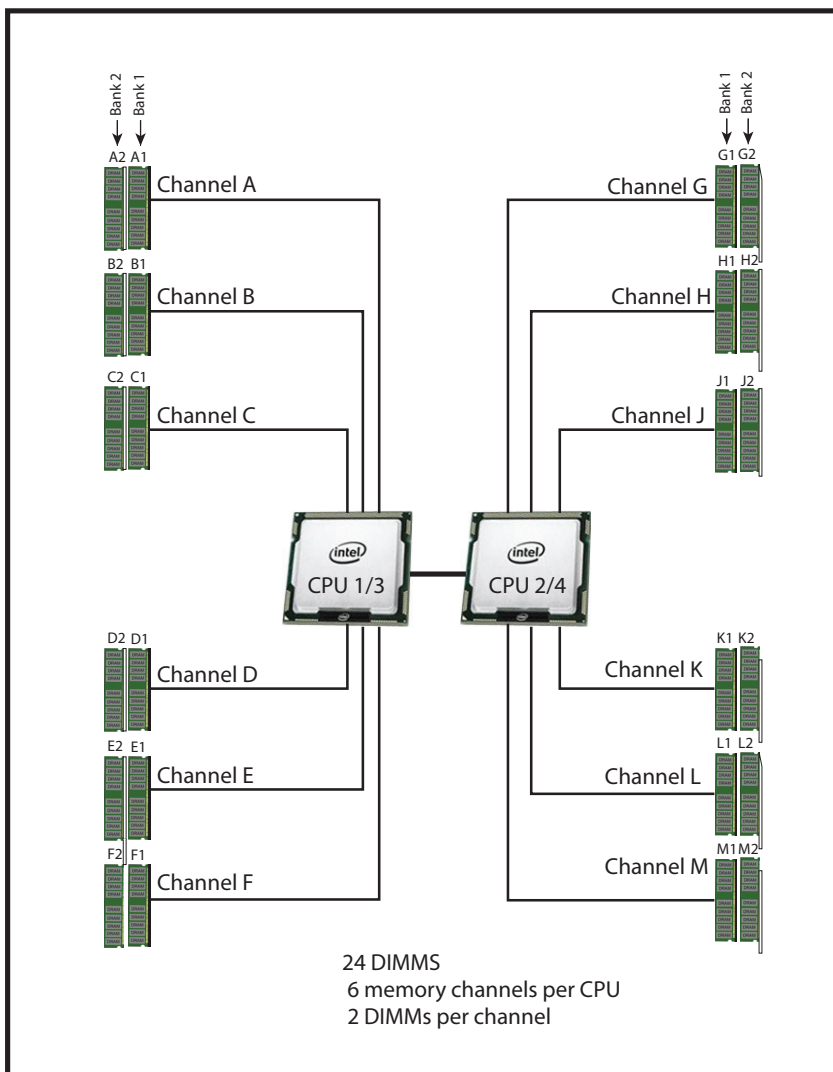 Bank 2
Bank 1
Bank 1
Bank 2
A2 A1
Channel A
Channel G
G1 G2
B2 B1
Channel B
Channel H
H1 H2
C2 C1
Channel C
Channel J
J1 J2
intel
CPU 1/3
intel
CPU 2/4
D2 D1
Channel D
Channel K
K1 K2
E2 E1
Channel E
Channel L
L1 L2
F2 F1
Channel F
Channel M
M1 M2
24 DIMMS
6 memory channels per CPU
2 DIMMs per channel